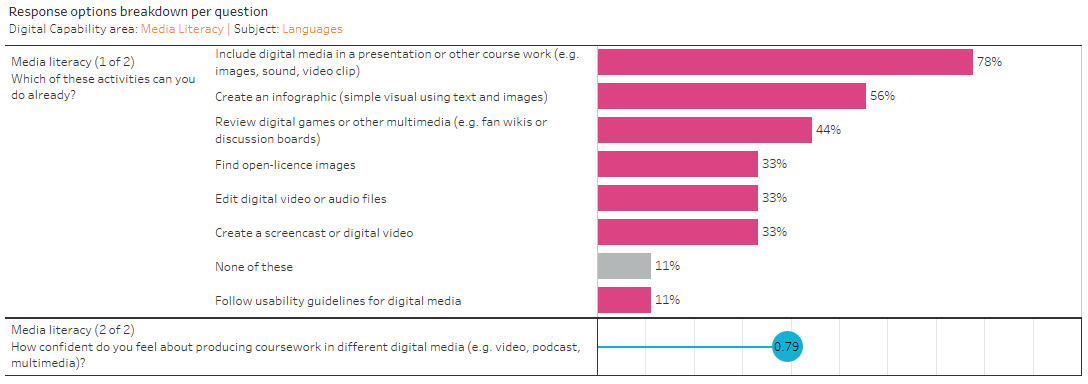 Response options breakdown per question
Digital Capability area: Media Literacy | Subject: Languages
Media literacy (1 of 2)
Which of these activities can you
do already?
Include digital media in a presentation or other course work (e.g.
images, sound, video clip)
78%
Create an infographic (simple visual using text and images)
56%
Review digital games or other multimedia (e.g. fan wikis or
discussion boards)
44%
Find open-licence images
33%
Edit digital video or audio files
33%
Create a screencast or digital video
33%
None of these
11%
Follow usability guidelines for digital media
11%
Media literacy (2 of 2)
How confident do you feel about producing coursework in different digital media (e.g. video, podcast,
multimedia)?
0.79